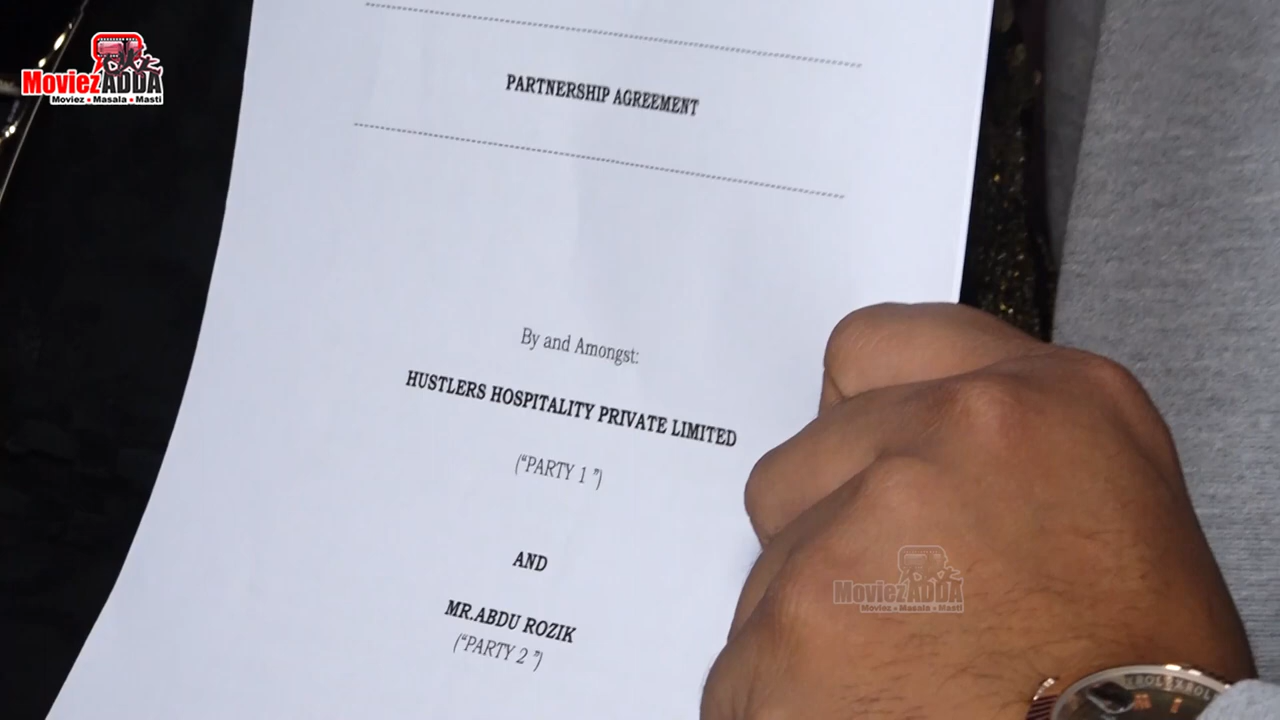 MoviezADDA
Moviez • Masala • Masti
PARTNERSHIP AGREEMENT
By and Amongst:
HUSTLERS HOSPITALITY PRIVATE LIMITED
("PARTY 1 ")
AND
MR.ABDU ROZIK
("PARTY 2 ")
MoviezADDA
Moviez • Masala • Masti